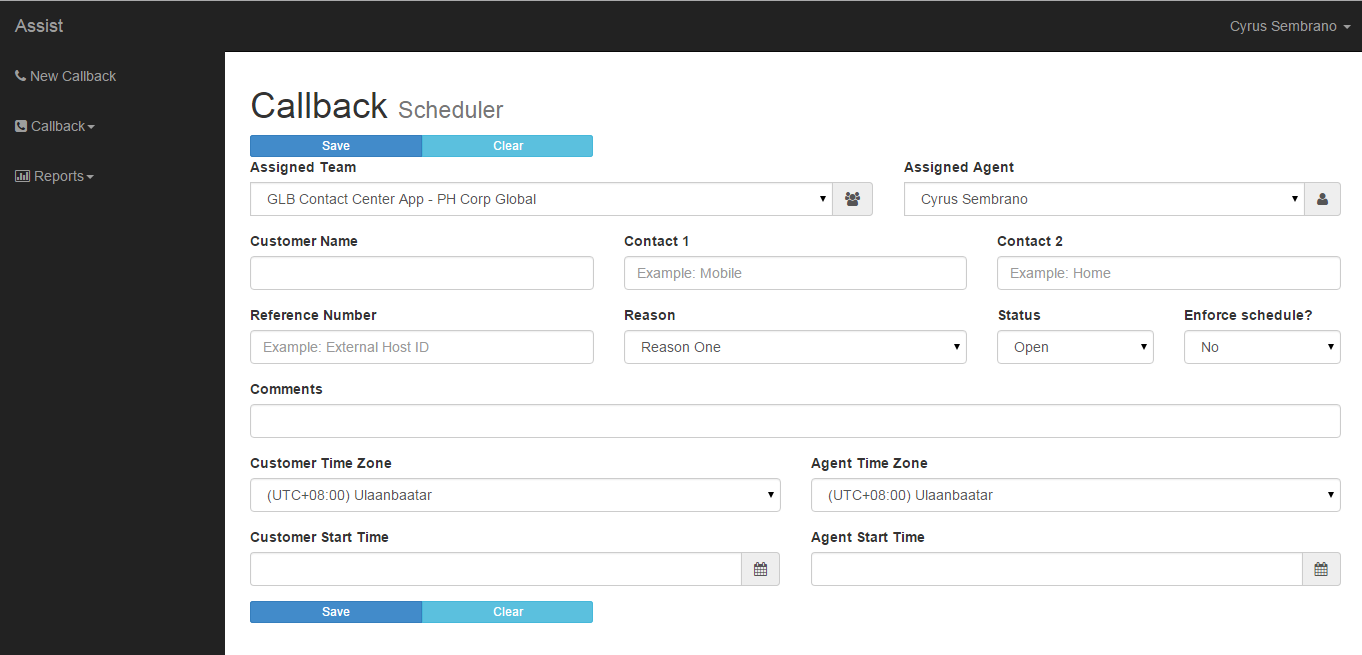 Assist
Cyrus Sembrano
New Callback
Callback
Reports
Callback Scheduler
Save Clear
Assigned Team Assigned Agent
GLB Contact Center App - PH Corp Global Cyrus Sembrano
Customer Name Contact 1 Contact 2
Example: Mobile Example: Home
Reference Number Reason Status Enforce schedule?
Example: External Host ID Reason One Open No
Comments
Customer Time Zone Agent Time Zone
(UTC+08:00) Ulaanbaatar (UTC+08:00) Ulaanbaatar
Customer Start Time Agent Start Time
Save Clear